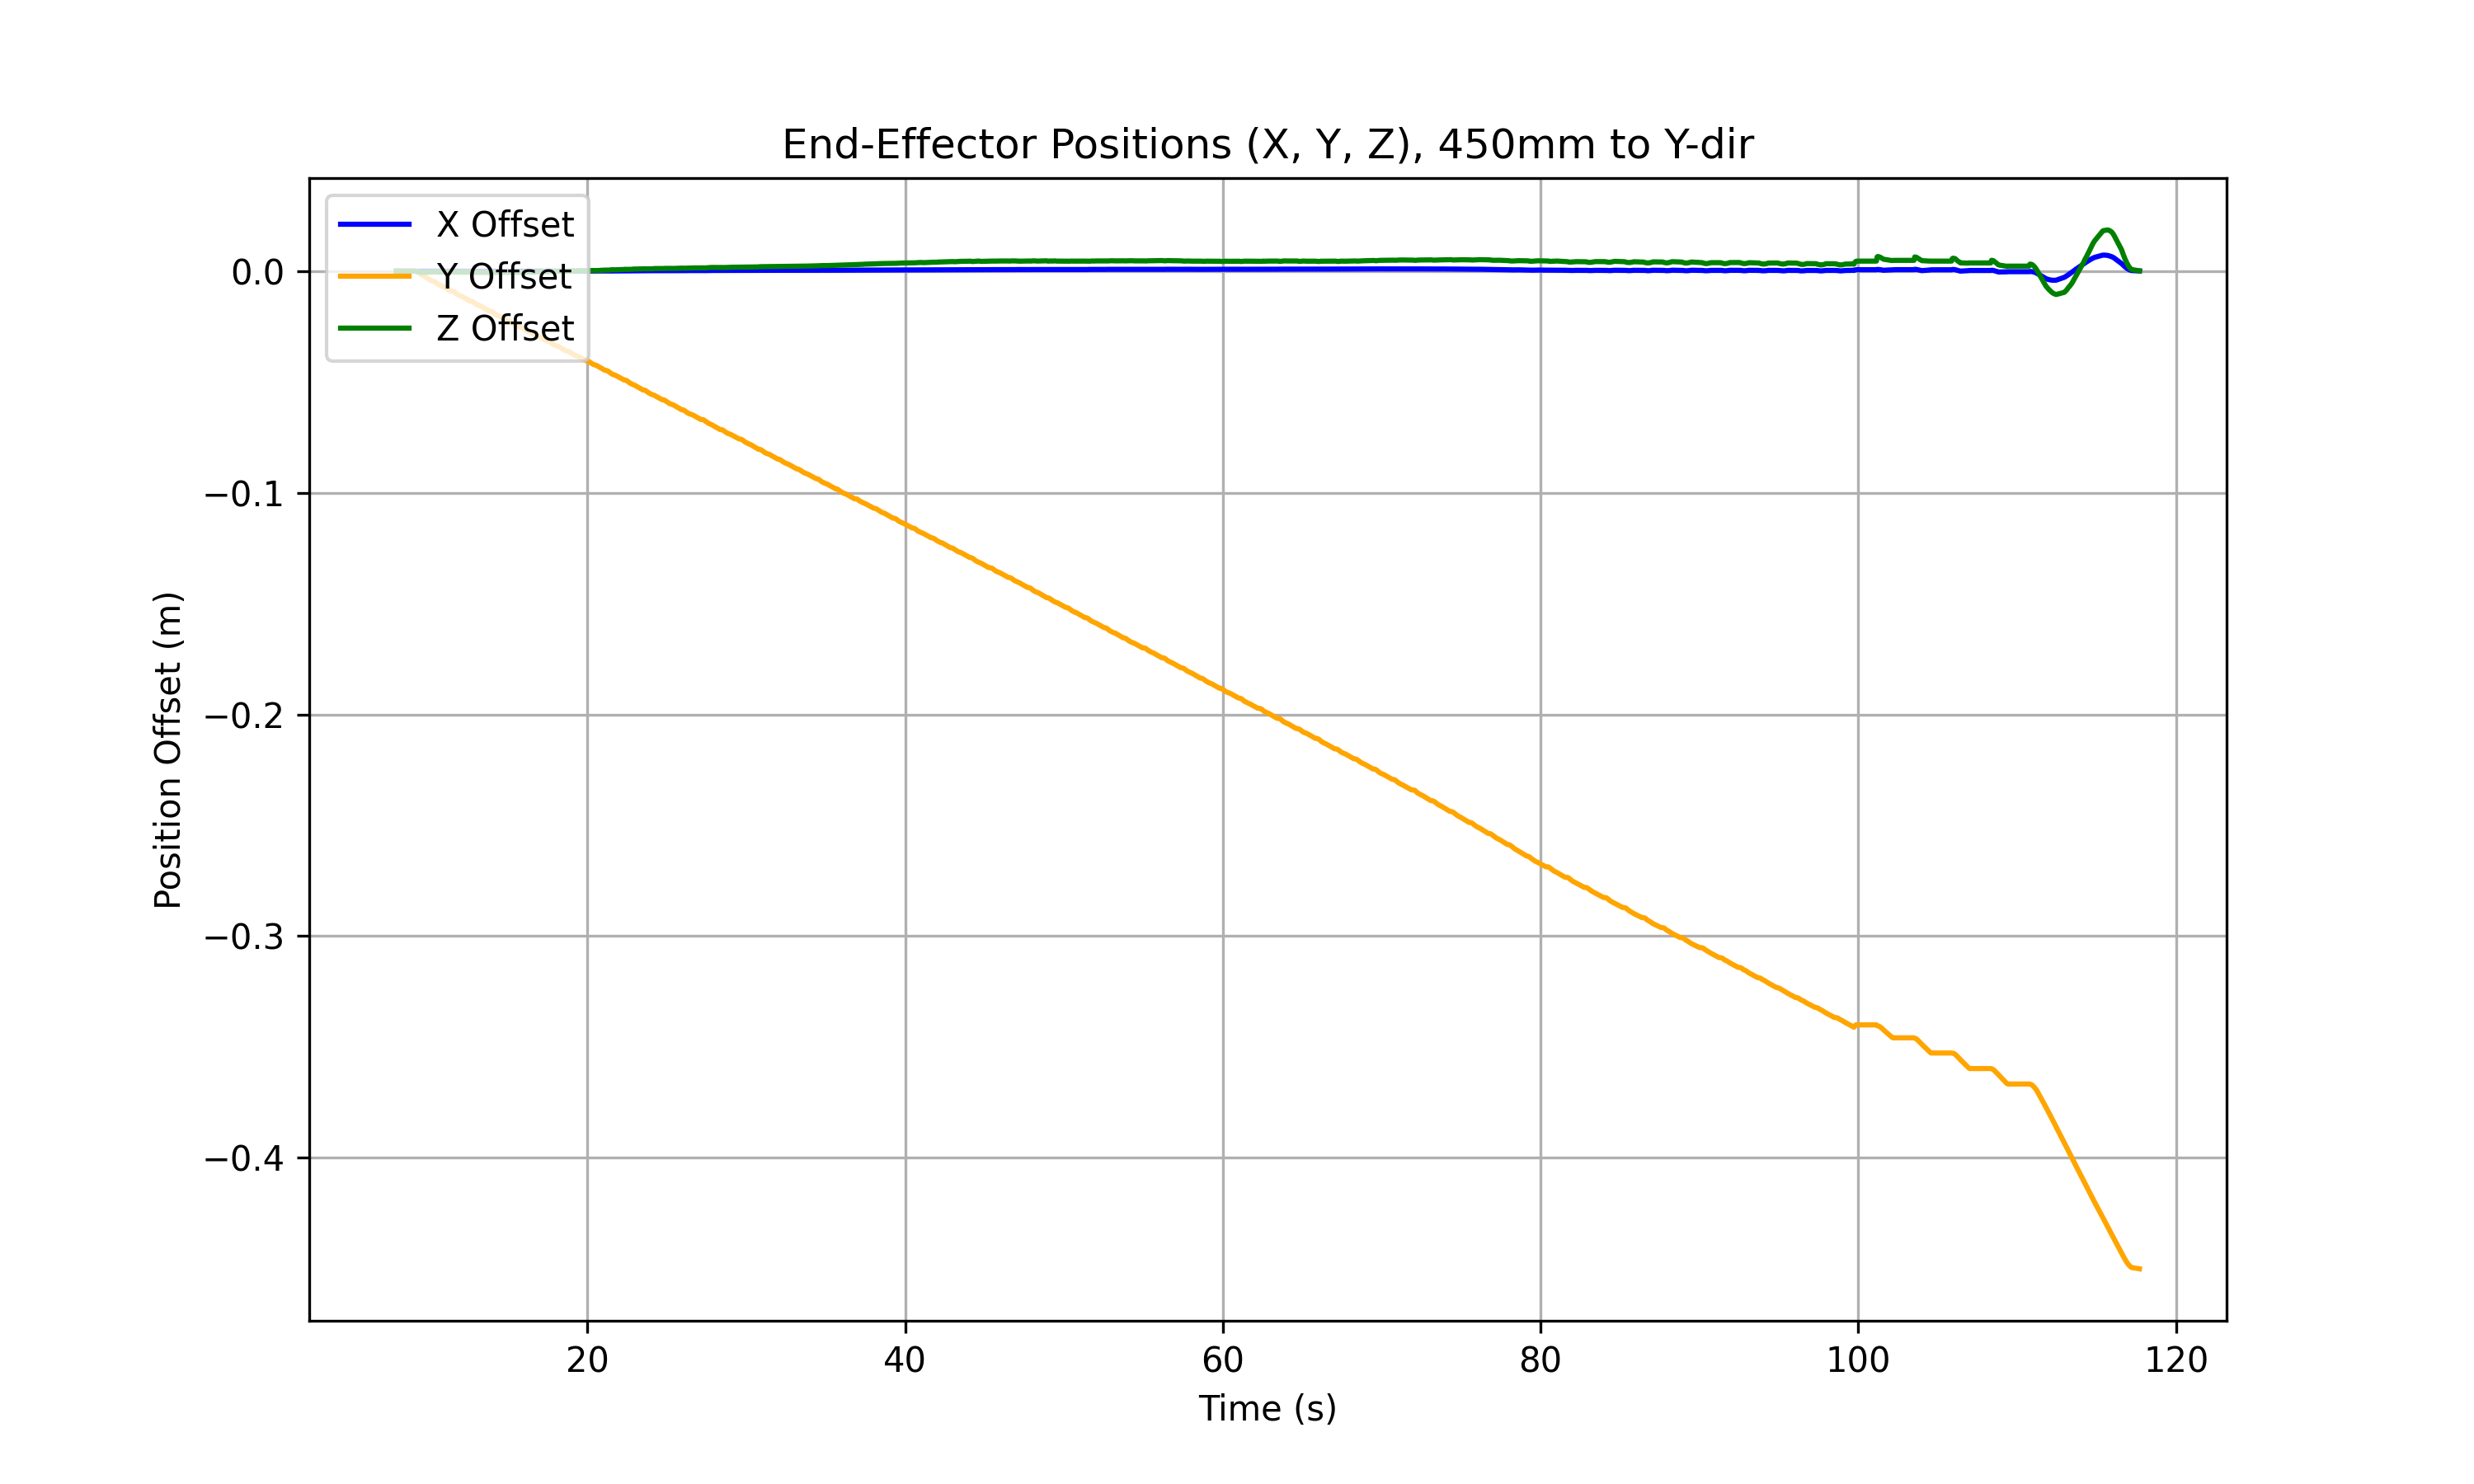 End-Effector Positions (X, Y, Z), 450mm to Y-dir
X Offset
Y Offset
Z Offset
0.0
−0.1
−0.2
−0.3
−0.4
Position Offset (m)
20 40 60 80 100 120
Time (s)